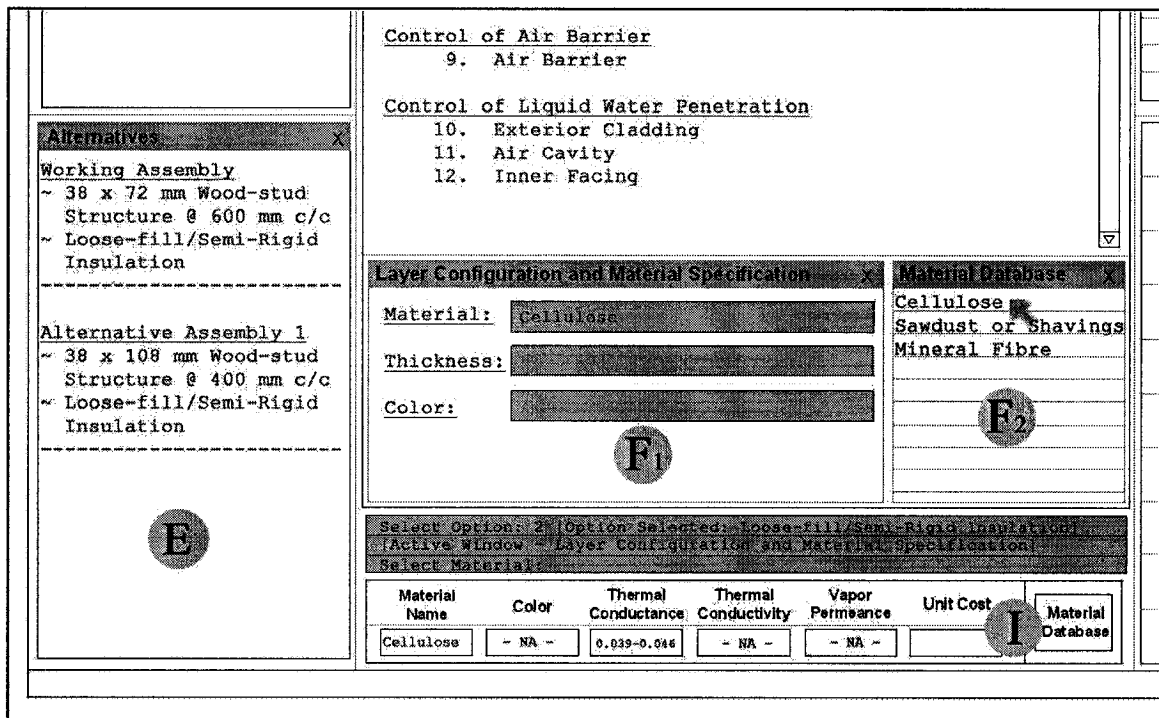 Control of Air Barrier
9. Air Barrier
Control of Liquid Water Penetration
10. Exterior Cladding
11. Air Cavity
12. Inner Facing
Alternatives X
Working Assembly
~ 38 x 72 mm Wood-stud
Structure @ 600 mm c/c
~ Loose-fill/Semi-Rigid
Insulation
Alternative Assembly 1
~ 38 x 108 mm Wood-stud
Structure @ 400 mm c/c
~ Loose-fill/Semi-Rigid
Insulation
E
Layer Configuration and Material Specification X
Material: Cellulose
Thickness:
Color:
F1
Material Database X
Cellulose
Sawdust or Shavings
Mineral Fibre
F2
Select Option: 2 [Option Selected: Loose-fill/Semi-Rigid Insulation]
[Active Window - Layer Configuration and Material Specification]
Select Material:
Material Name
Color
Thermal Conductance
Thermal Conductivity
Vapor Permeance
Unit Cost
I
Material Database
Cellulose
- NA -
0.039-0.046
- NA -
- NA -